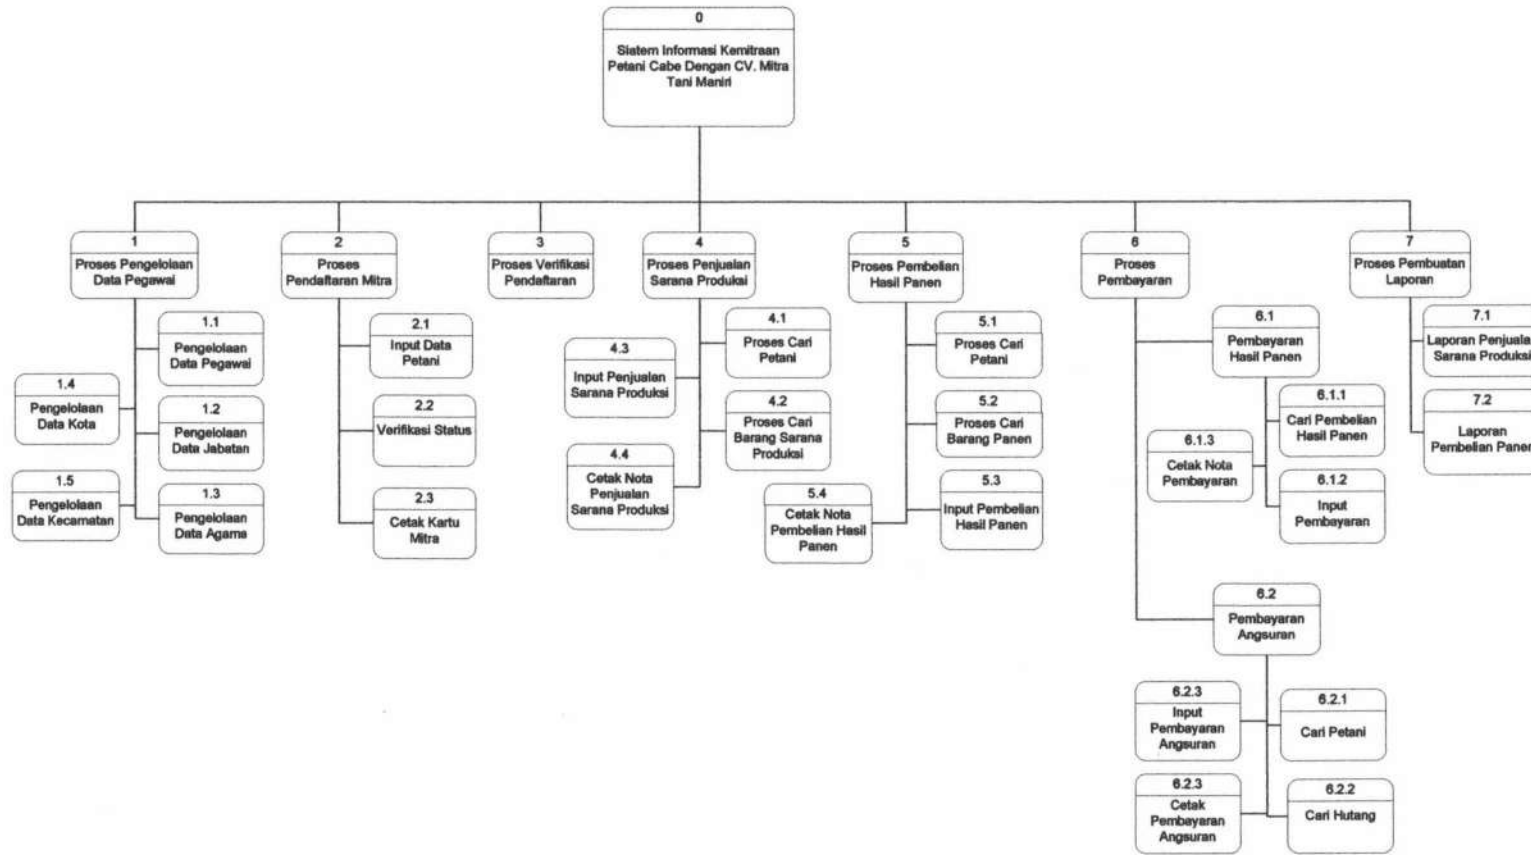 0
Sistem Informasi Kemitraan
Petani Cabe Dengan CV. Mitra
Tani Maniri
1
Proses Pengelolaan
Data Pegawai
2
Proses
Pendaftaran Mitra
3
Proses Verifikasi
Pendaftaran
4
Proses Penjualan
Sarana Produksi
5
Proses Pembelian
Hasil Panen
6
Proses
Pembayaran
7
Proses Pembuatan
Laporan
1.1
Pengelolaan
Data Pegawai
1.4
Pengelolaan
Data Kota
1.2
Pengelolaan
Data Jabatan
1.5
Pengelolaan
Data Kecamatan
1.3
Pengelolaan
Data Agama
2.1
Input Data
Petani
2.2
Verifikasi Status
2.3
Cetak Kartu
Mitra
4.1
Proses Cari
Petani
4.3
Input Penjualan
Sarana Produksi
4.2
Proses Cari
Barang Sarana
Produksi
4.4
Cetak Nota
Penjualan
Sarana Produksi
5.1
Proses Cari
Petani
5.2
Proses Cari
Barang Panen
5.3
Input Pembelian
Hasil Panen
5.4
Cetak Nota
Pembelian Hasil
Panen
6.1
Pembayaran
Hasil Panen
6.1.1
Cari Pembelian
Hasil Panen
6.1.3
Cetak Nota
Pembayaran
6.1.2
Input
Pembayaran
6.2
Pembayaran
Angsuran
6.2.3
Input
Pembayaran
Angsuran
6.2.1
Cari Petani
6.2.3
Cetak
Pembayaran
Angsuran
6.2.2
Cari Hutang
7.1
Laporan Penjualan
Sarana Produksi
7.2
Laporan
Pembelian Panen